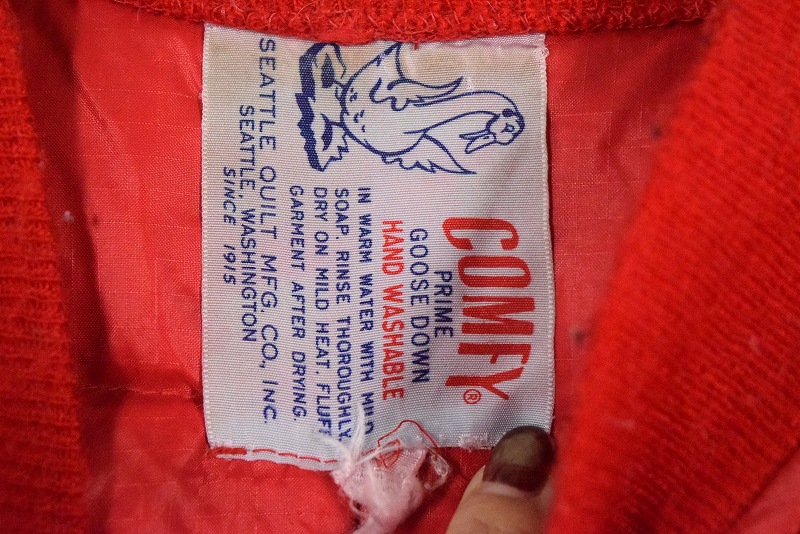 COMFY®
PRIME
GOOSE DOWN
HAND WASHABLE
IN WARM WATER WITH MILD
SOAP. RINSE THOROUGHLY.
DRY ON MILD HEAT. FLUFF
GARMENT AFTER DRYING.
SEATTLE QUILT MFG. CO., INC.
SEATTLE, WASHINGTON
SINCE 1915